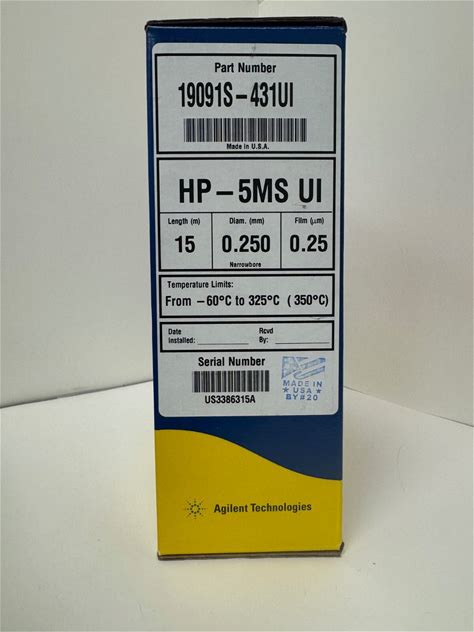 Part Number
19091S-431UI
Made in U.S.A.
HP-5MS UI
Length (m) Diam. (mm) Film (µm)
15 0.250 0.25
Narrowbore
Temperature Limits:
From -60°C to 325°C (350°C)
Date Installed: Rcvd By:
Serial Number
US3386315A
MADE IN
USA
BY#20
Agilent Technologies